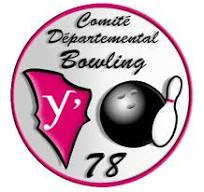 Comité
Départemental
Bowling
y'
78